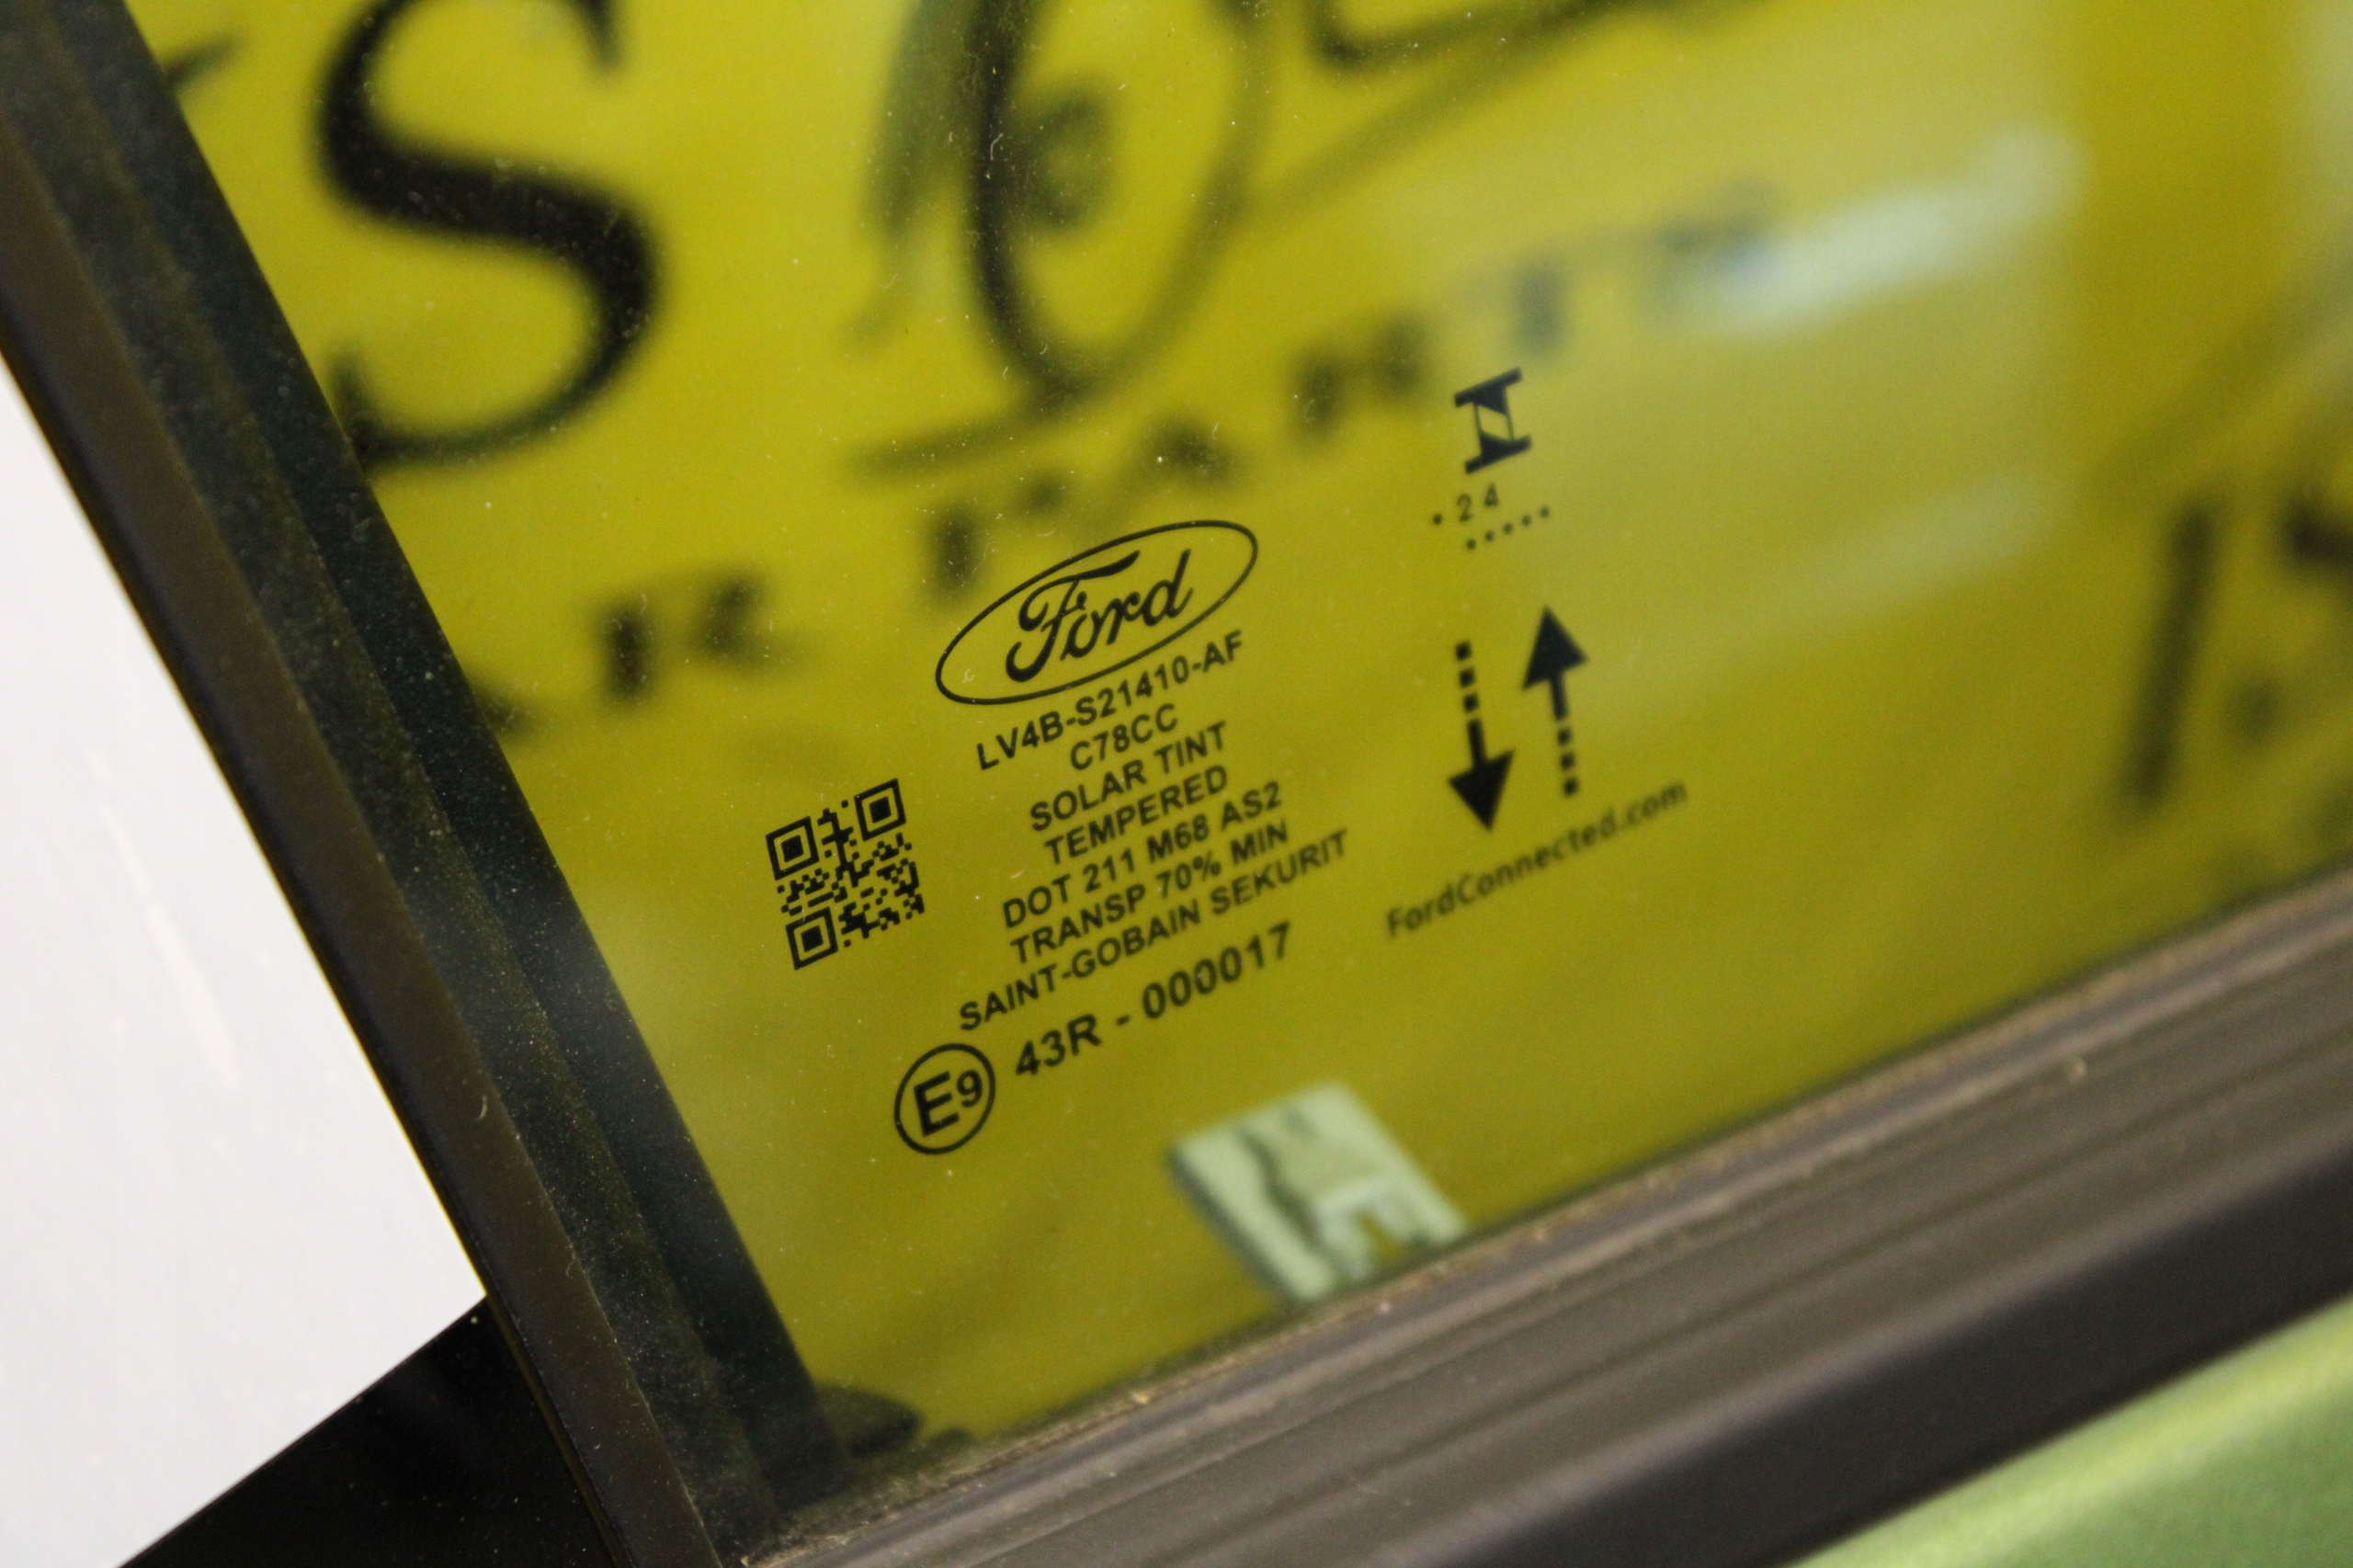 S
Ford
LV4B-S21410-AF
C78CC
SOLAR TINT
TEMPERED
DOT 211 M68 AS2
TRANSP 70% MIN
SAINT-GOBAIN SEKURIT
E9 43R - 000017
. 24
.....
FordConnected.com